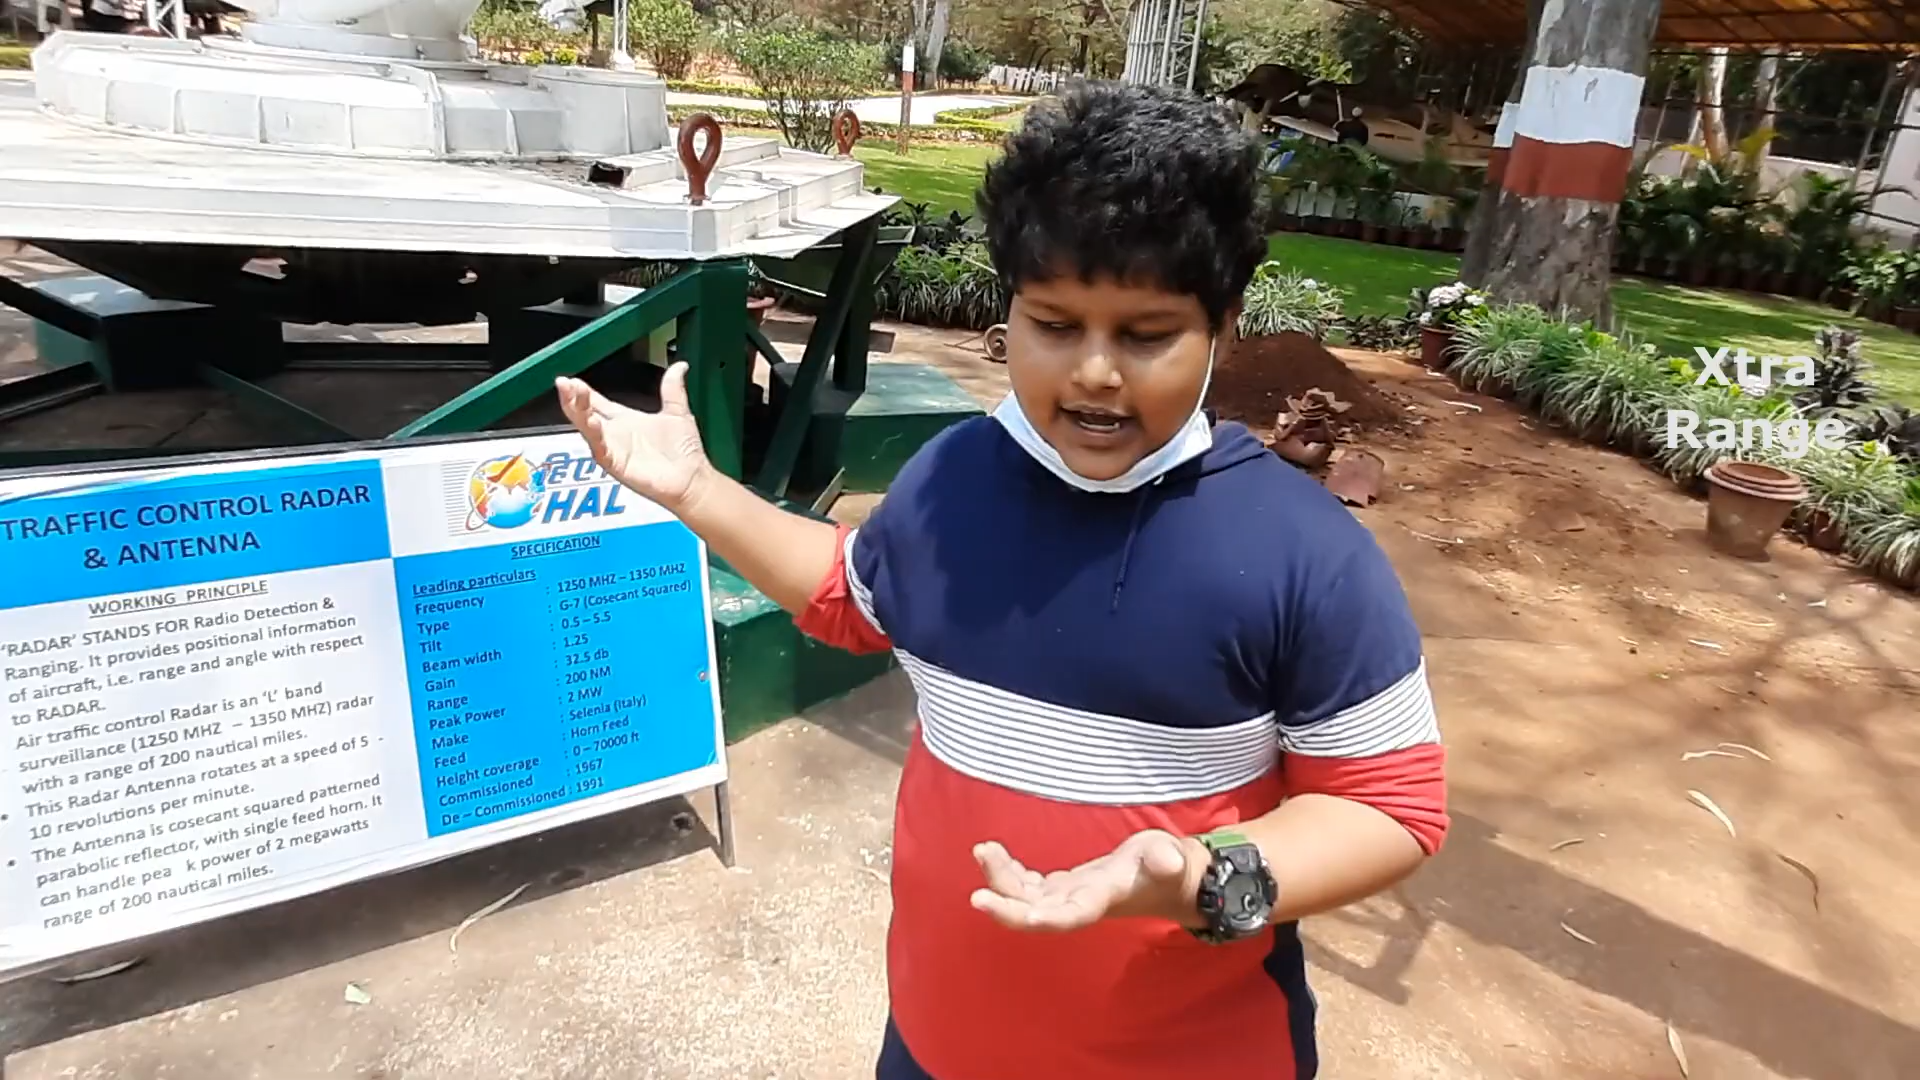 TRAFFIC CONTROL RADAR
& ANTENNA
WORKING PRINCIPLE
'RADAR' STANDS FOR Radio Detection &
Ranging. It provides positional information
of aircraft, i.e. range and angle with respect
to RADAR.
Air traffic control Radar is an 'L' band
surveillance (1250 MHZ – 1350 MHZ) radar
with a range of 200 nautical miles.
This Radar Antenna rotates at a speed of 5 -
10 revolutions per minute.
The Antenna is cosecant squared patterned
parabolic reflector, with single feed horn. It
can handle pea k power of 2 megawatts
range of 200 nautical miles.
HAL
SPECIFICATION
Leading particulars
Frequency : 1250 MHZ – 1350 MHZ
Type : G-7 (Cosecant Squared)
Tilt : 0.5 – 5.5
Beam width : 1.25
Gain : 32.5 db
Range : 200 NM
Peak Power : 2 MW
Make : Selenia (Italy)
Feed : Horn Feed
Height coverage : 0 – 70000 ft
Commissioned : 1967
De – Commissioned : 1991
Xtra
Range